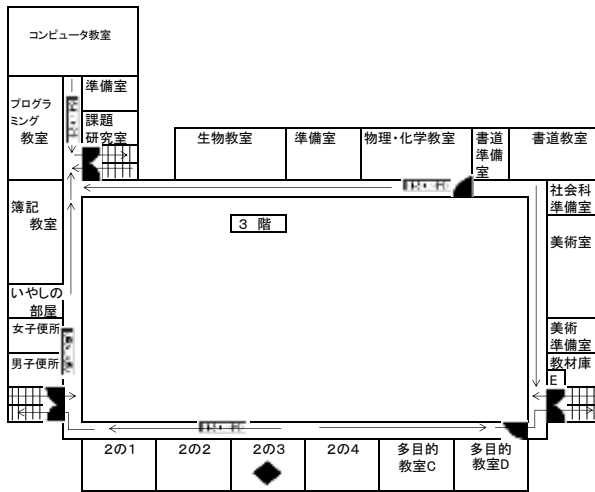 コンピュータ教室
プログラ
ミング
教室
準備室
課題
研究室
生物教室
準備室
物理・化学教室
書道
準備
室
書道教室
簿記
教室
３階
社会科
準備室
美術室
いやしの
部屋
女子便所
男子便所
美術
準備室
教材庫
E
２の１
２の２
２の３
２の４
多目的
教室C
多目的
教室D